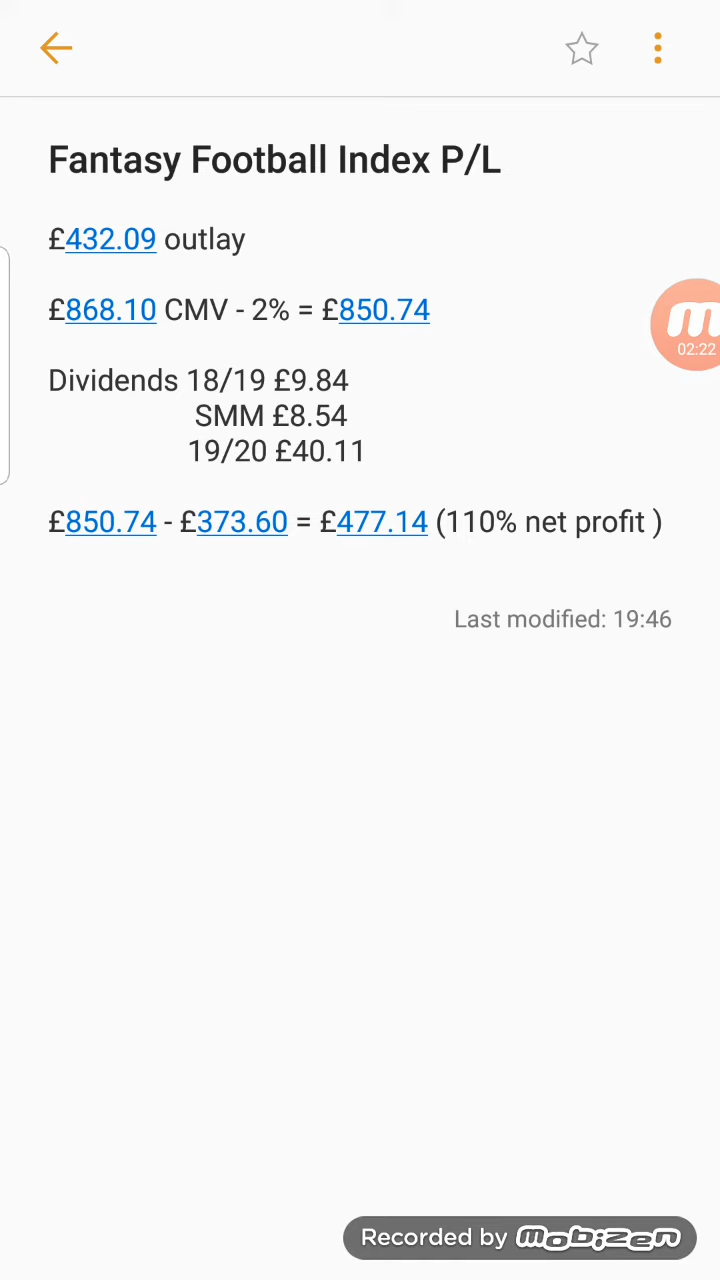 Fantasy Football Index P/L
£432.09 outlay
£868.10 CMV - 2% = £850.74
Dividends 18/19 £9.84
SMM £8.54
19/20 £40.11
£850.74 - £373.60 = £477.14 (110% net profit )
Last modified: 19:46
02:22
Recorded by mobizen